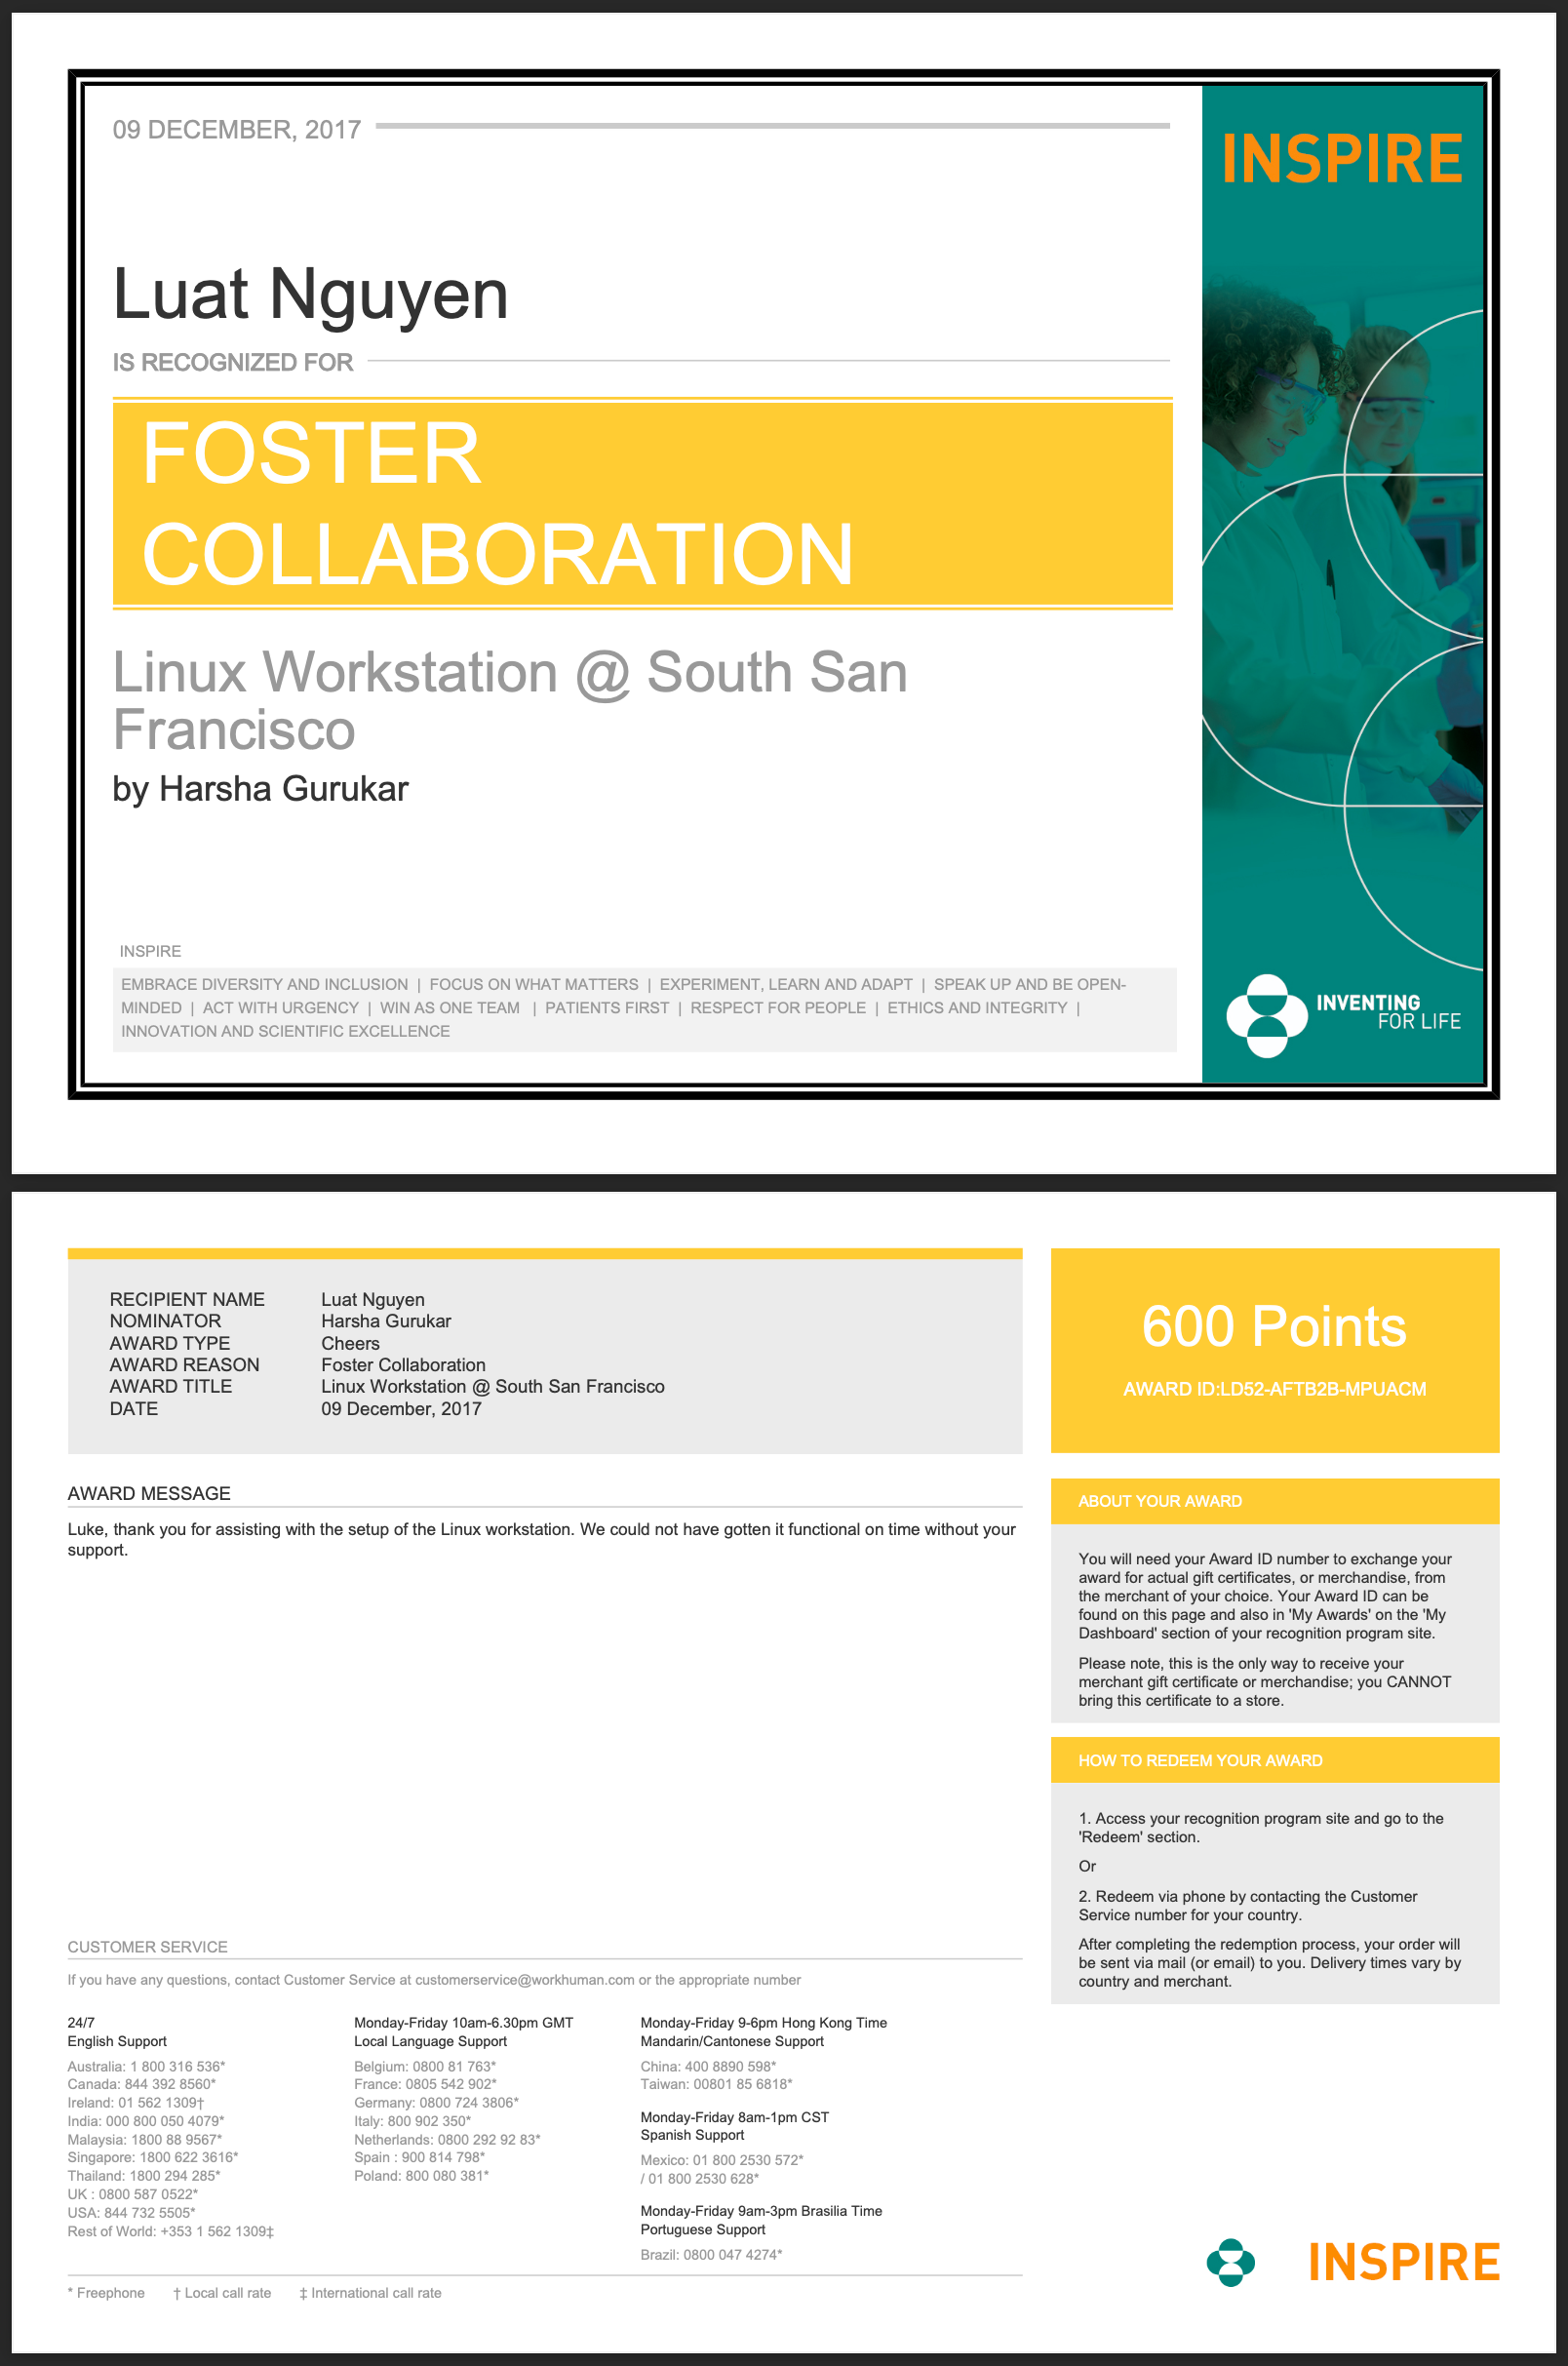 09 DECEMBER, 2017
INSPIRE
Luat Nguyen
IS RECOGNIZED FOR
FOSTER
COLLABORATION
Linux Workstation @ South San
Francisco
by Harsha Gurukar
INSPIRE
EMBRACE DIVERSITY AND INCLUSION | FOCUS ON WHAT MATTERS | EXPERIMENT, LEARN AND ADAPT | SPEAK UP AND BE OPEN-
MINDED | ACT WITH URGENCY | WIN AS ONE TEAM | PATIENTS FIRST | RESPECT FOR PEOPLE | ETHICS AND INTEGRITY |
INNOVATION AND SCIENTIFIC EXCELLENCE
INVENTING
FOR LIFE
RECIPIENT NAME Luat Nguyen
NOMINATOR Harsha Gurukar
AWARD TYPE Cheers
AWARD REASON Foster Collaboration
AWARD TITLE Linux Workstation @ South San Francisco
DATE 09 December, 2017
600 Points
AWARD ID:LD52-AFTB2B-MPUACM
AWARD MESSAGE
Luke, thank you for assisting with the setup of the Linux workstation. We could not have gotten it functional on time without your
support.
ABOUT YOUR AWARD
You will need your Award ID number to exchange your
award for actual gift certificates, or merchandise, from
the merchant of your choice. Your Award ID can be
found on this page and also in 'My Awards' on the 'My
Dashboard' section of your recognition program site.
Please note, this is the only way to receive your
merchant gift certificate or merchandise; you CANNOT
bring this certificate to a store.
HOW TO REDEEM YOUR AWARD
1. Access your recognition program site and go to the
'Redeem' section.
Or
2. Redeem via phone by contacting the Customer
Service number for your country.
After completing the redemption process, your order will
be sent via mail (or email) to you. Delivery times vary by
country and merchant.
CUSTOMER SERVICE
If you have any questions, contact Customer Service at customerservice@workhuman.com or the appropriate number
24/7
English Support
Australia: 1 800 316 536*
Canada: 844 392 8560*
Ireland: 01 562 1309†
India: 000 800 050 4079*
Malaysia: 1800 88 9567*
Singapore: 1800 622 3616*
Thailand: 1800 294 285*
UK : 0800 587 0522*
USA: 844 732 5505*
Rest of World: +353 1 562 1309‡
Monday-Friday 10am-6.30pm GMT
Local Language Support
Belgium: 0800 81 763*
France: 0805 542 902*
Germany: 0800 724 3806*
Italy: 800 902 350*
Netherlands: 0800 292 92 83*
Spain : 900 814 798*
Poland: 800 080 381*
Monday-Friday 9-6pm Hong Kong Time
Mandarin/Cantonese Support
China: 400 8890 598*
Taiwan: 00801 85 6818*
Monday-Friday 8am-1pm CST
Spanish Support
Mexico: 01 800 2530 572*
/ 01 800 2530 628*
Monday-Friday 9am-3pm Brasilia Time
Portuguese Support
Brazil: 0800 047 4274*
* Freephone † Local call rate ‡ International call rate
INSPIRE